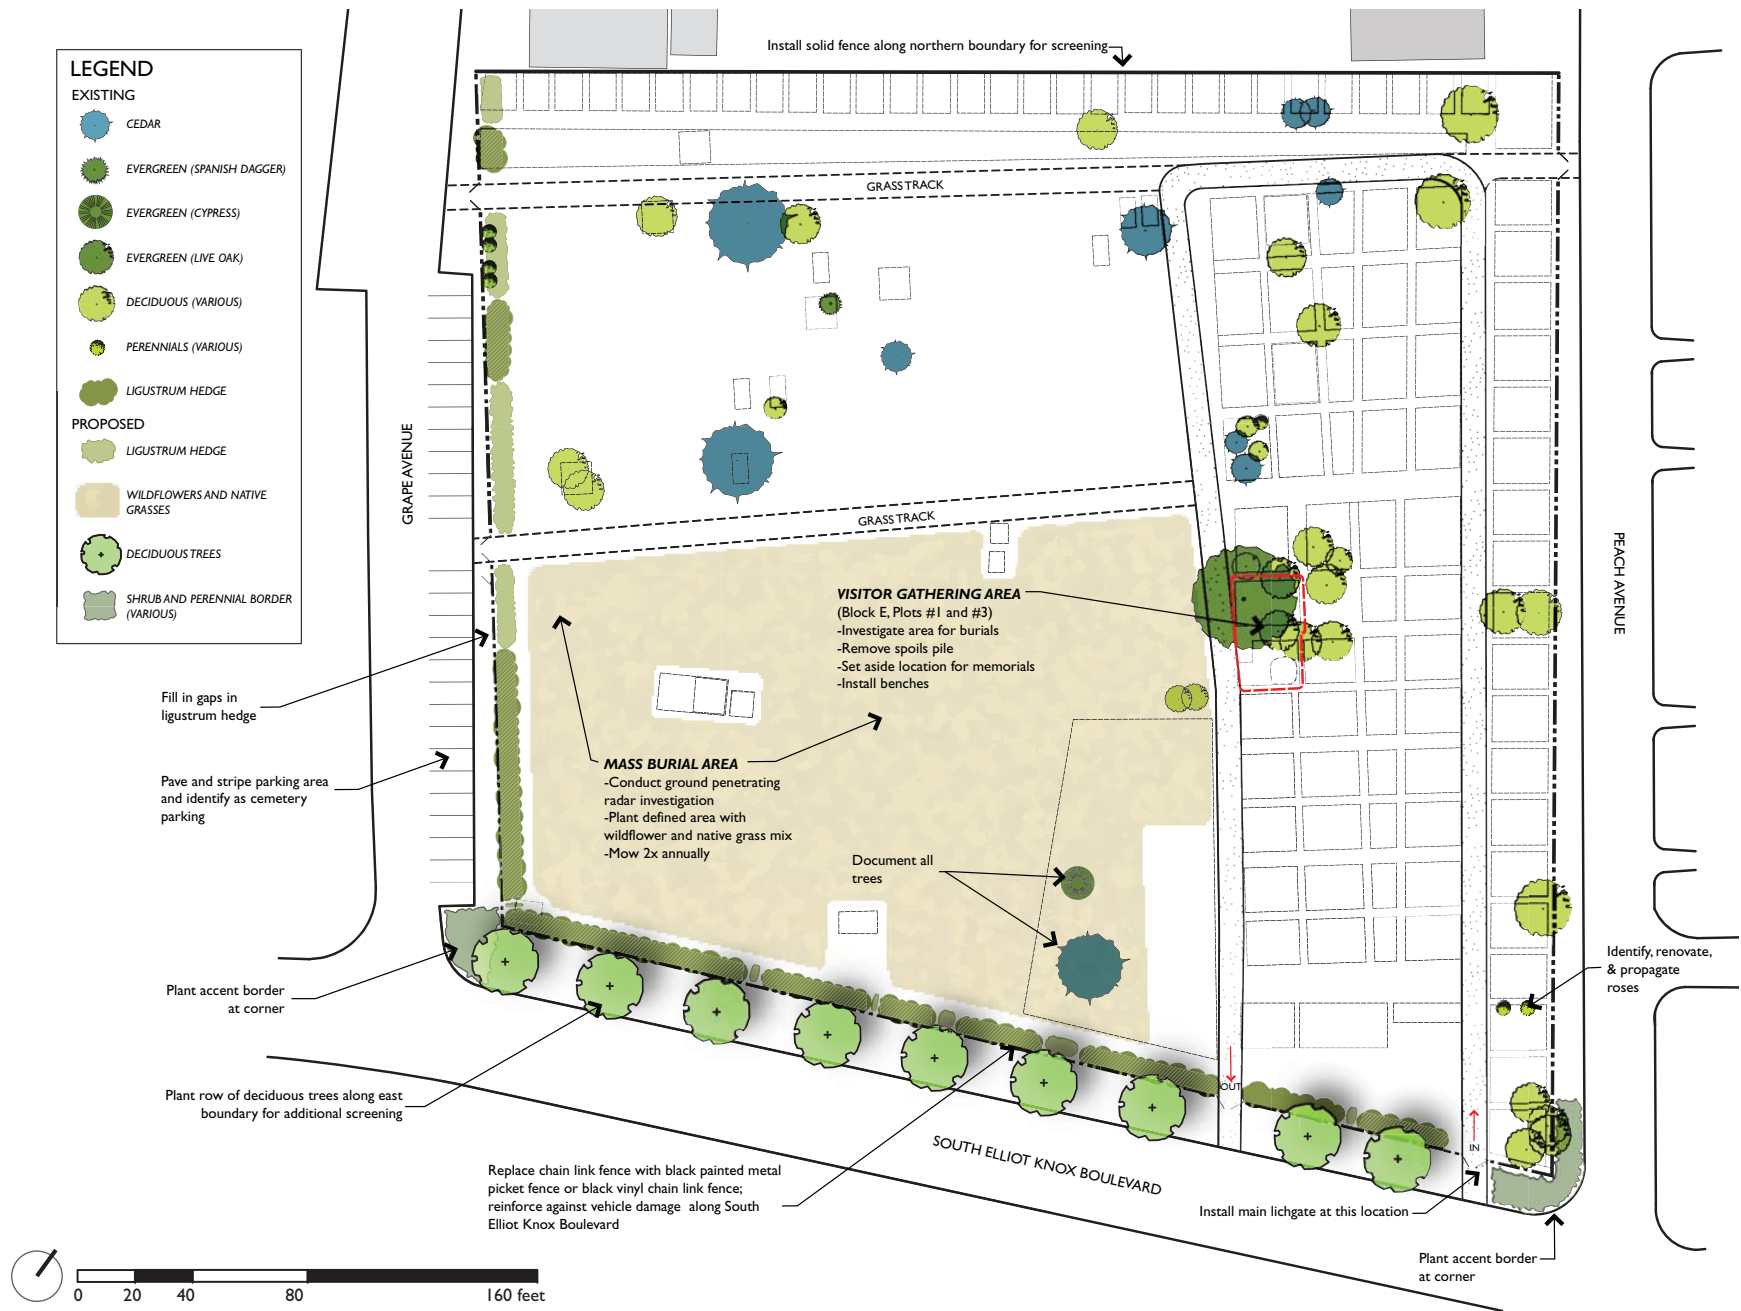 Install solid fence along northern boundary for screening
LEGEND
EXISTING
CEDAR
EVERGREEN (SPANISH DAGGER)
EVERGREEN (CYPRESS)
EVERGREEN (LIVE OAK)
DECIDUOUS (VARIOUS)
PERENNIALS (VARIOUS)
LIGUSTRUM HEDGE
PROPOSED
LIGUSTRUM HEDGE
WILDFLOWERS AND NATIVE
GRASSES
DECIDUOUS TREES
SHRUB AND PERENNIAL BORDER
(VARIOUS)
GRASS TRACK
GRAPE AVENUE
GRASS TRACK
PEACH AVENUE
VISITOR GATHERING AREA
(Block E, Plots #1 and #3)
-Investigate area for burials
-Remove spoils pile
-Set aside location for memorials
-Install benches
Fill in gaps in
ligustrum hedge
MASS BURIAL AREA
-Conduct ground penetrating
radar investigation
-Plant defined area with
wildflower and native grass mix
-Mow 2x annually
Pave and stripe parking area
and identify as cemetery
parking
Document all
trees
Identify, renovate,
& propagate
roses
Plant accent border
at corner
Plant row of deciduous trees along east
boundary for additional screening
OUT
IN
SOUTH ELLIOT KNOX BOULEVARD
Replace chain link fence with black painted metal
picket fence or black vinyl chain link fence;
reinforce against vehicle damage along South
Elliot Knox Boulevard
Install main lichgate at this location
Plant accent border
at corner
0 20 40 80 160 feet